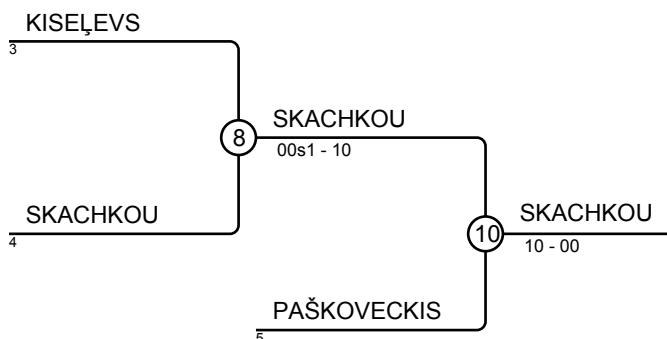 KISEĻEVS
3
8
SKACHKOU
00s1 - 10
SKACHKOU
4
10
SKACHKOU
10 - 00
PAŠKOVECKIS
5